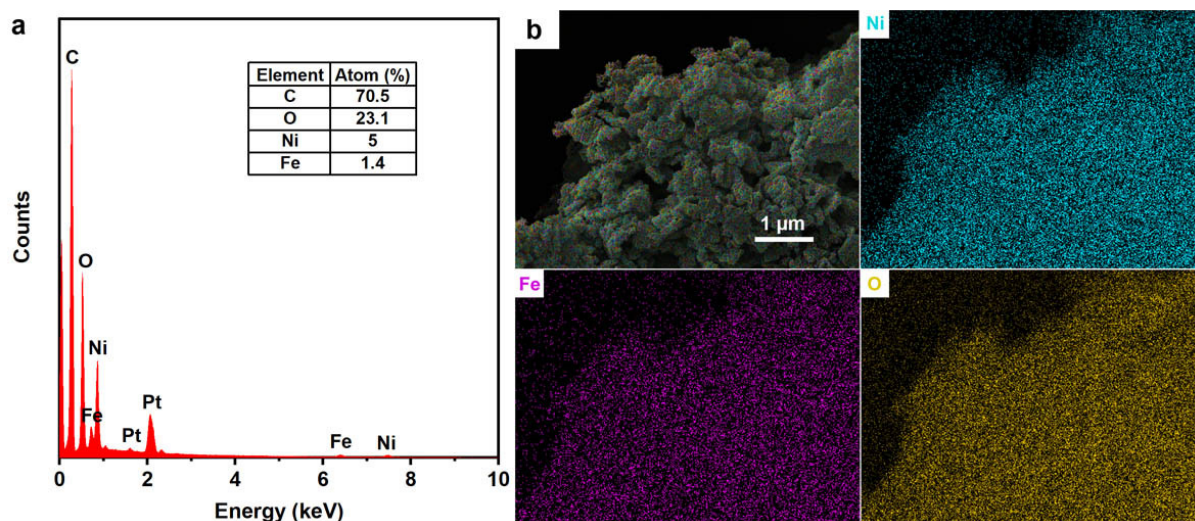 a
C
O
Ni
Fe
Pt
Pt
Fe
Ni
Element Atom (%)
C 70.5
O 23.1
Ni 5
Fe 1.4
Counts
0 2 4 6 8 10
Energy (keV)
b
1 µm
Ni
Fe
O